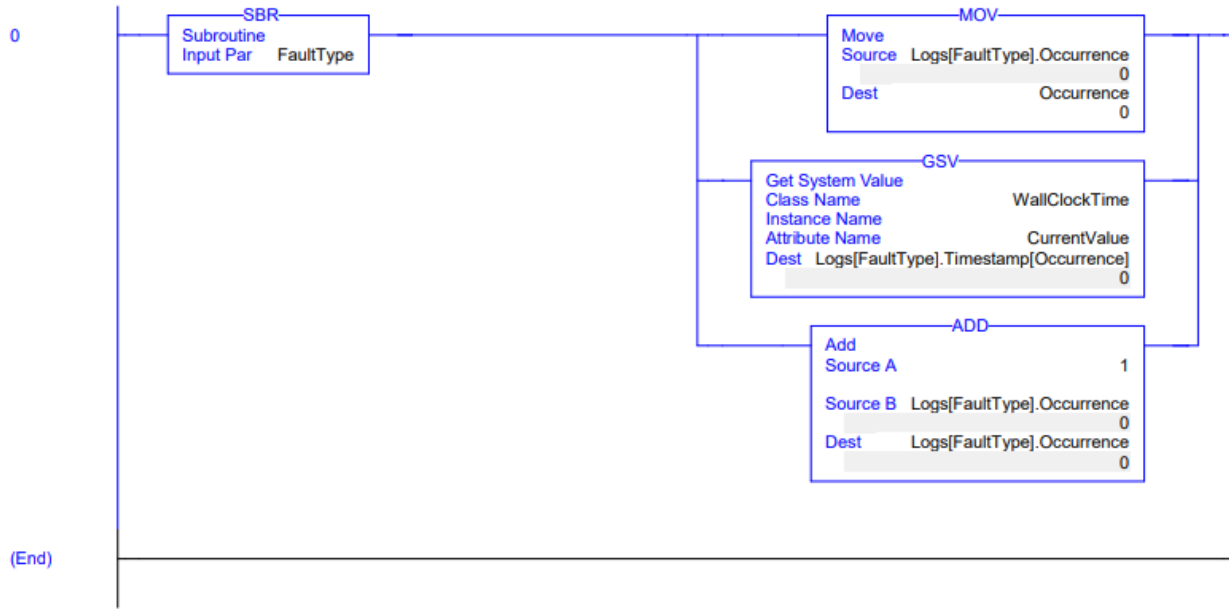 SBR
Subroutine
Input Par FaultType
0
MOV
Move
Source Logs[FaultType].Occurrence
0
Dest Occurrence
0
GSV
Get System Value
Class Name WallClockTime
Instance Name
Attribute Name CurrentValue
Dest Logs[FaultType].Timestamp[Occurrence]
0
ADD
Add
Source A 1
Source B Logs[FaultType].Occurrence
0
Dest Logs[FaultType].Occurrence
0
(End)